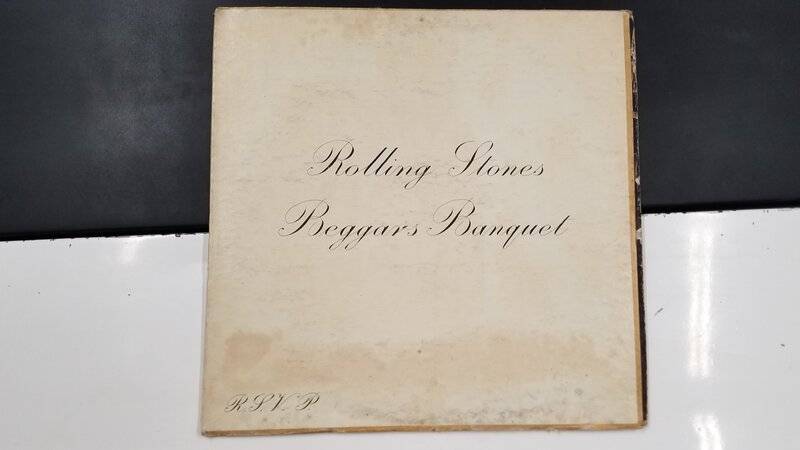 Rolling Stones
Beggars Banquet
R.S.V.P.